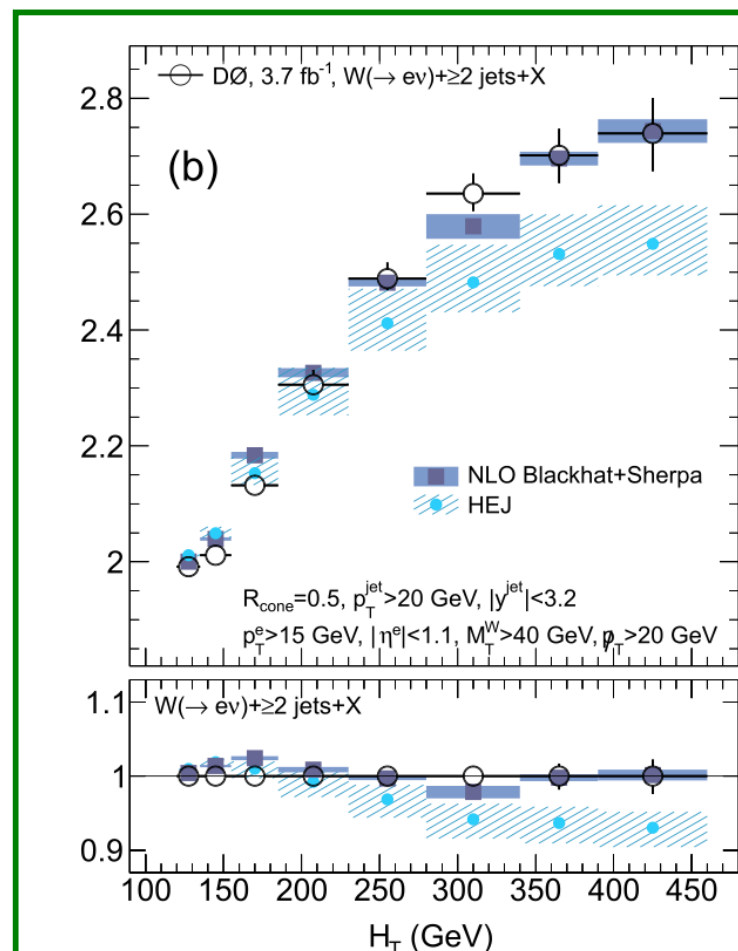 DØ, 3.7 fb⁻¹, W(→ eν)+≥2 jets+X
2.8
(b)
2.6
2.4
2.2
NLO Blackhat+Sherpa
HEJ
2
R_cone=0.5, p_T^jet>20 GeV, |y^jet|<3.2
p_T^e>15 GeV, |η^e|<1.1, M_T^W>40 GeV, p̸_T>20 GeV
1.1
W(→ eν)+≥2 jets+X
1
0.9
100 150 200 250 300 350 400 450
H_T (GeV)